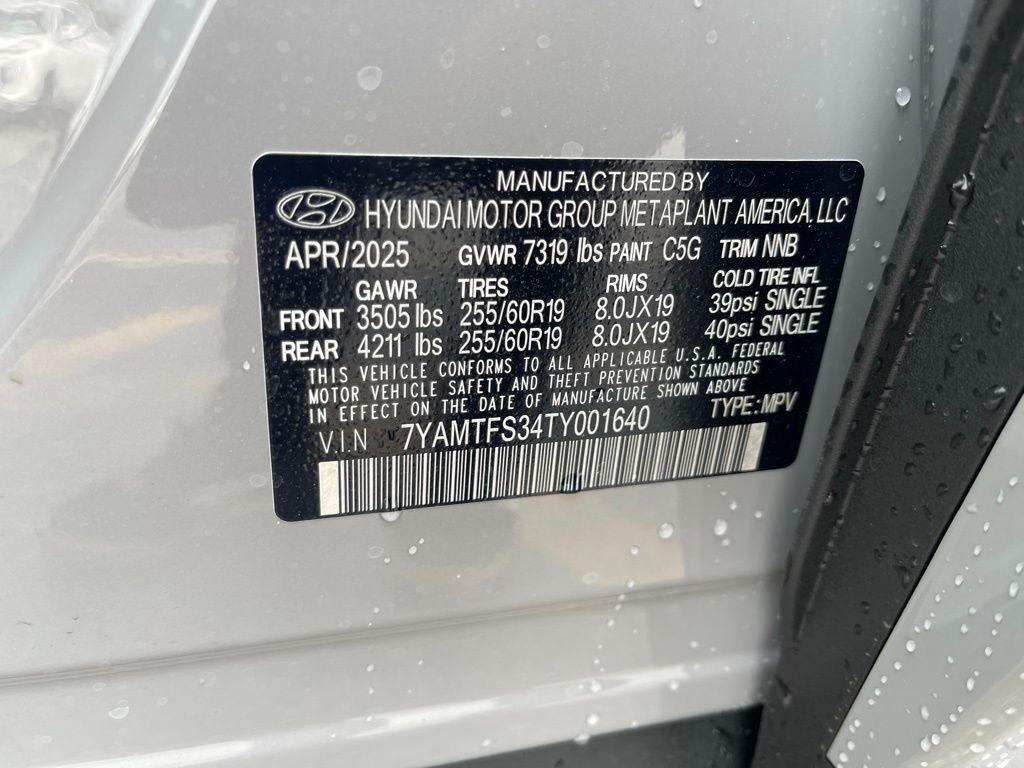 MANUFACTURED BY
HYUNDAI MOTOR GROUP METAPLANT AMERICA, LLC
APR/2025 GVWR 7319 lbs PAINT C5G TRIM NNB
GAWR TIRES RIMS COLD TIRE INFL
FRONT 3505 lbs 255/60R19 8.0JX19 39psi SINGLE
REAR 4211 lbs 255/60R19 8.0JX19 40psi SINGLE
THIS VEHICLE CONFORMS TO ALL APPLICABLE U.S.A. FEDERAL
MOTOR VEHICLE SAFETY AND THEFT PREVENTION STANDARDS
IN EFFECT ON THE DATE OF MANUFACTURE SHOWN ABOVE
VIN 7YAMTFS34TY001640 TYPE:MPV